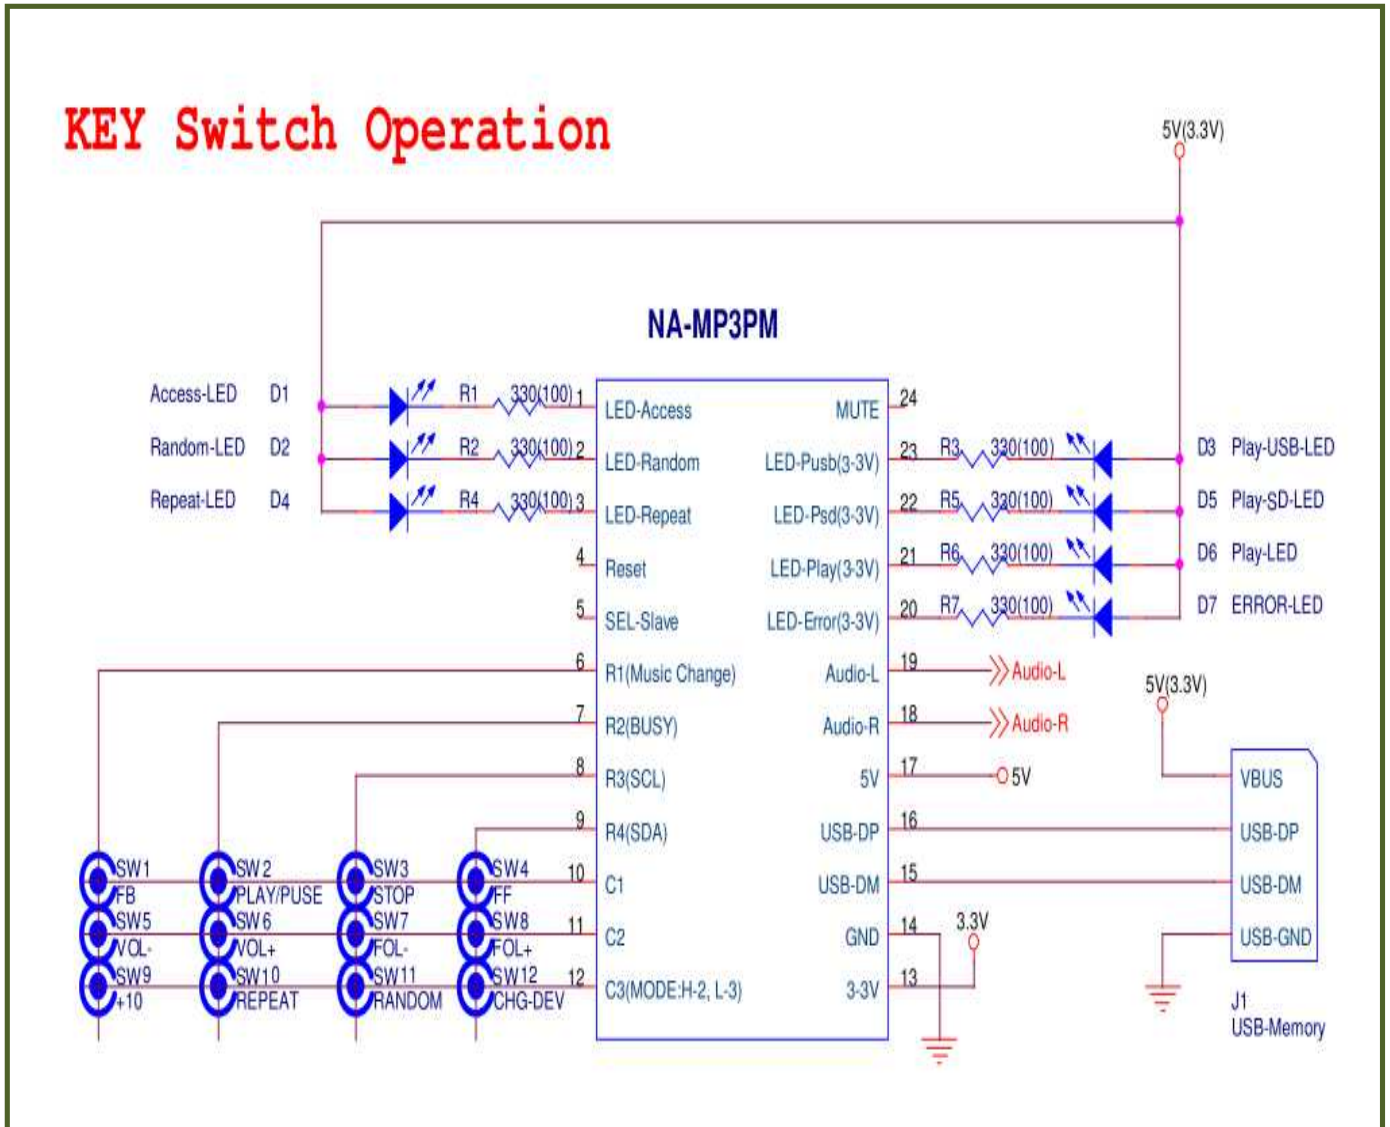 KEY Switch Operation
5V(3.3V)
NA-MP3PM
Access-LED D1 R1 330(100) 1 LED-Access MUTE 24
Random-LED D2 R2 330(100) 2 LED-Random LED-Pusb(3-3V) 23 R3 330(100) D3 Play-USB-LED
Repeat-LED D4 R4 330(100) 3 LED-Repeat LED-Psd(3-3V) 22 R5 330(100) D5 Play-SD-LED
4 Reset LED-Play(3-3V) 21 R6 330(100) D6 Play-LED
5 SEL-Slave LED-Error(3-3V) 20 R7 330(100) D7 ERROR-LED
6 R1(Music Change) Audio-L 19 Audio-L
5V(3.3V)
7 R2(BUSY) Audio-R 18 Audio-R
8 R3(SCL) 5V 17 5V VBUS
9 R4(SDA) USB-DP 16 USB-DP
SW1 SW2 SW3 SW4 10 C1 USB-DM 15 USB-DM
FB PLAY/PUSE STOP FF
SW5 SW6 SW7 SW8 11 C2 GND 14 3.3V USB-GND
VOL- VOL+ FOL- FOL+
SW9 SW10 SW11 SW12 12 C3(MODE:H-2, L-3) 3-3V 13
+10 REPEAT RANDOM CHG-DEV
J1
USB-Memory